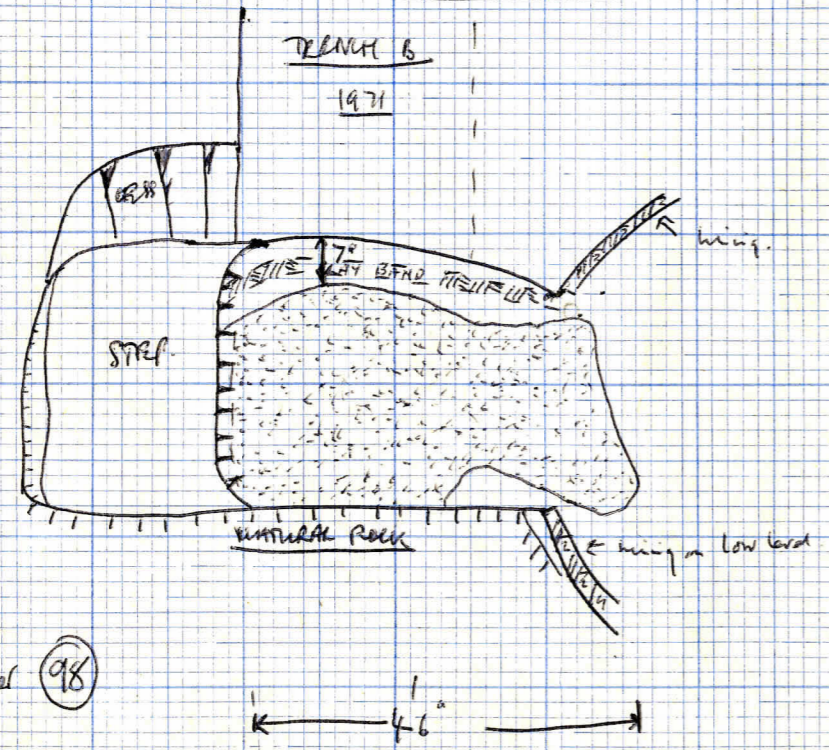 TRENCH B
1971
7"
CLAY BAND
STEP.
lining.
NATURAL ROCK
lining on low level
98
4-6"